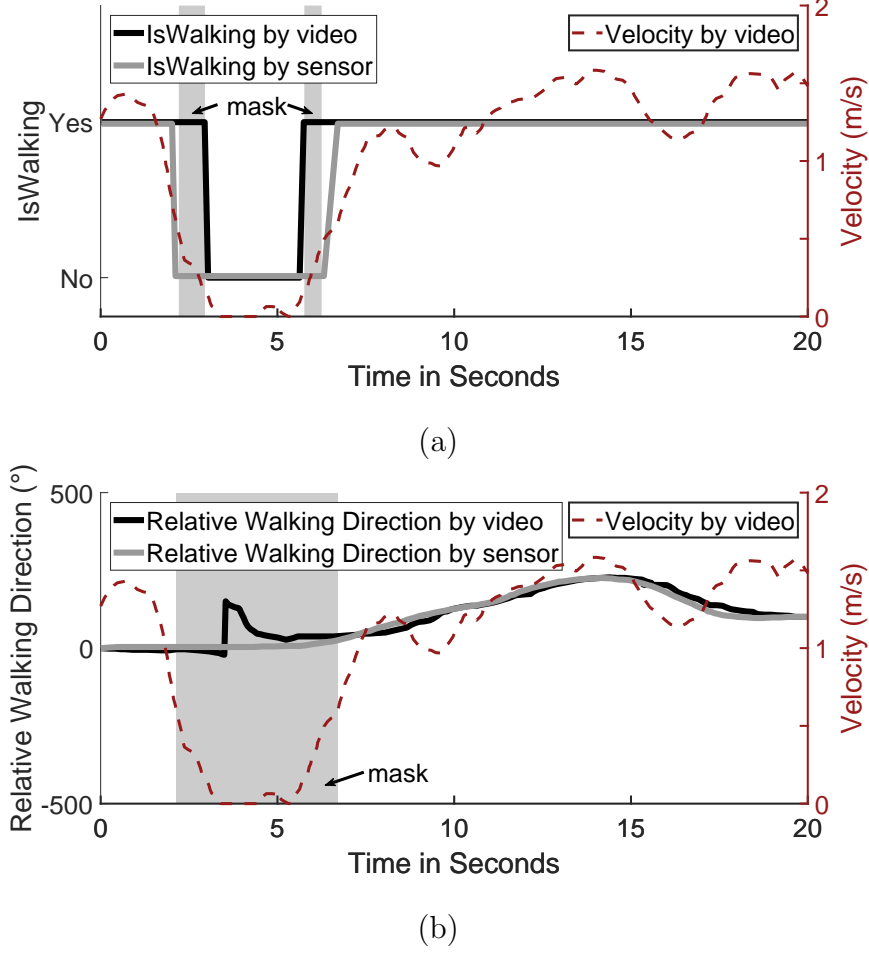 IsWalking by video
IsWalking by sensor
Velocity by video
mask
Yes
No
IsWalking
2
1
0
Velocity (m/s)
0 5 10 15 20
Time in Seconds
(a)
500
0
-500
Relative Walking Direction (°)
Relative Walking Direction by video
Relative Walking Direction by sensor
Velocity by video
mask
2
1
0
Velocity (m/s)
0 5 10 15 20
Time in Seconds
(b)